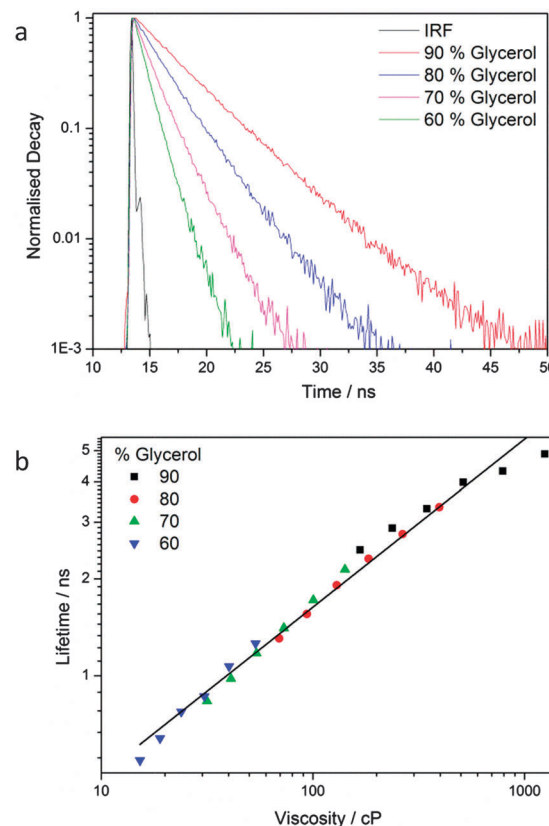 a
IRF
90 % Glycerol
80 % Glycerol
70 % Glycerol
60 % Glycerol
Normalised Decay
1
0.1
0.01
1E-3
10 15 20 25 30 35 40 45 50
Time / ns
b
% Glycerol
90
80
70
60
Lifetime / ns
5
4
3
2
1
10 100 1000
Viscosity / cP